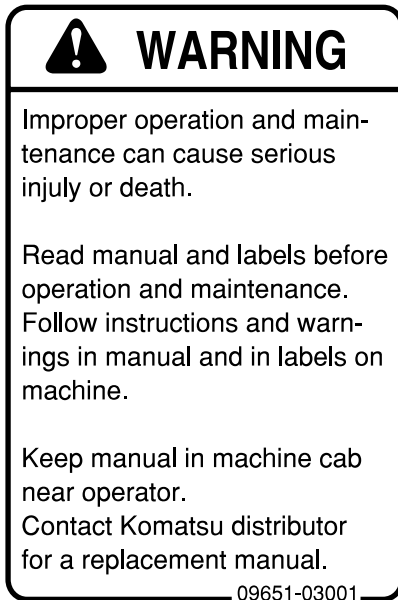 WARNING
Improper operation and main-
tenance can cause serious
injuly or death.
Read manual and labels before
operation and maintenance.
Follow instructions and warn-
ings in manual and in labels on
machine.
Keep manual in machine cab
near operator.
Contact Komatsu distributor
for a replacement manual.
09651-03001